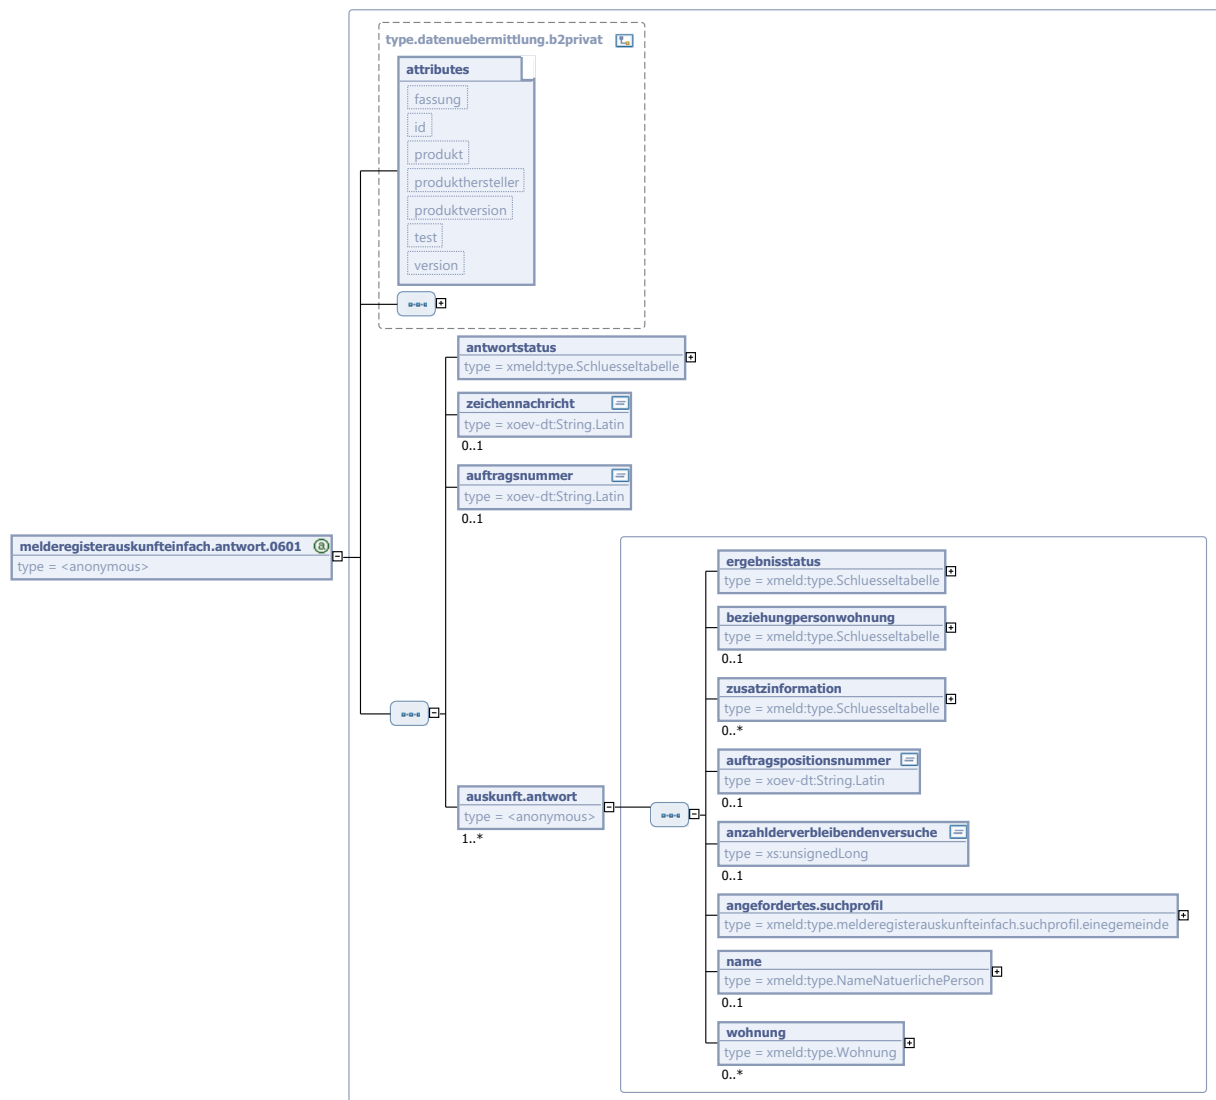 type.datenuebermittlung.b2privat
attributes
fassung
id
produkt
produkthersteller
produktversion
test
version
antwortstatus
type = xmeld:type.Schluesseltabelle
zeichennachricht
type = xoev-dt:String.Latin
0..1
auftragsnummer
type = xoev-dt:String.Latin
0..1
melderegisterauskunfteinfach.antwort.0601
type = <anonymous>
ergebnisstatus
type = xmeld:type.Schluesseltabelle
beziehungpersonwohnung
type = xmeld:type.Schluesseltabelle
0..1
zusatzinformation
type = xmeld:type.Schluesseltabelle
0..*
auftragspositionsnummer
type = xoev-dt:String.Latin
0..1
auskunft.antwort
type = <anonymous>
1..*
anzahlderverbleibendenversuche
type = xs:unsignedLong
0..1
angefordertes.suchprofil
type = xmeld:type.melderegisterauskunfteinfach.suchprofil.einegemeinde
name
type = xmeld:type.NameNatuerlichePerson
0..1
wohnung
type = xmeld:type.Wohnung
0..*